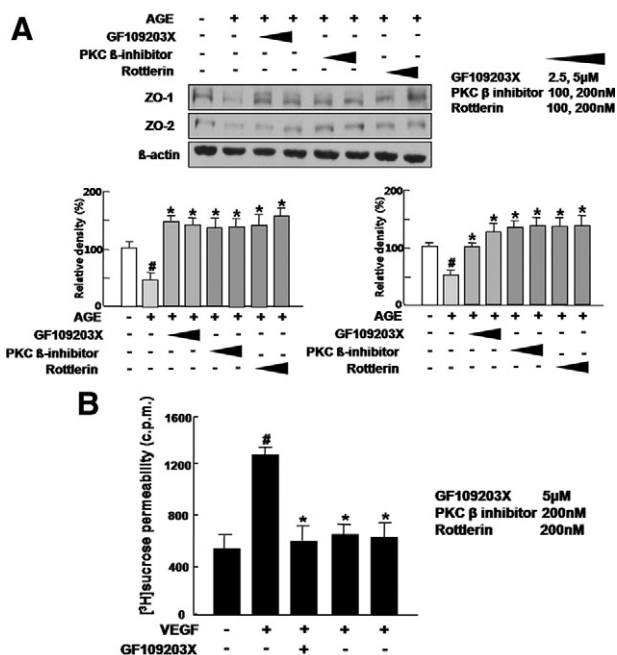 A
AGE - + + + + + + +
GF109203X
PKC ß-inhibitor
Rottlerin
ZO-1
ZO-2
ß-actin
GF109203X 2.5, 5µM
PKC β inhibitor 100, 200nM
Rottlerin 100, 200nM
Relative density (%)
200
100
0
#
*
*
*
*
*
*
AGE - + + + + + + +
GF109203X - -
- - - -
PKC ß-inhibitor - - - -
- -
Rottlerin - - - - - -
Relative density (%)
200
100
0
#
*
*
*
*
*
*
AGE - + + + + + + +
GF109203X - -
- - - -
PKC ß-inhibitor - - - -
- -
Rottlerin - - - - - -
B
[³H]sucrose permeability (c.p.m.)
1600
1200
800
400
0
#
*
*
*
GF109203X 5µM
PKC β inhibitor 200nM
Rottlerin 200nM
VEGF - + + + +
GF109203X - - + - -